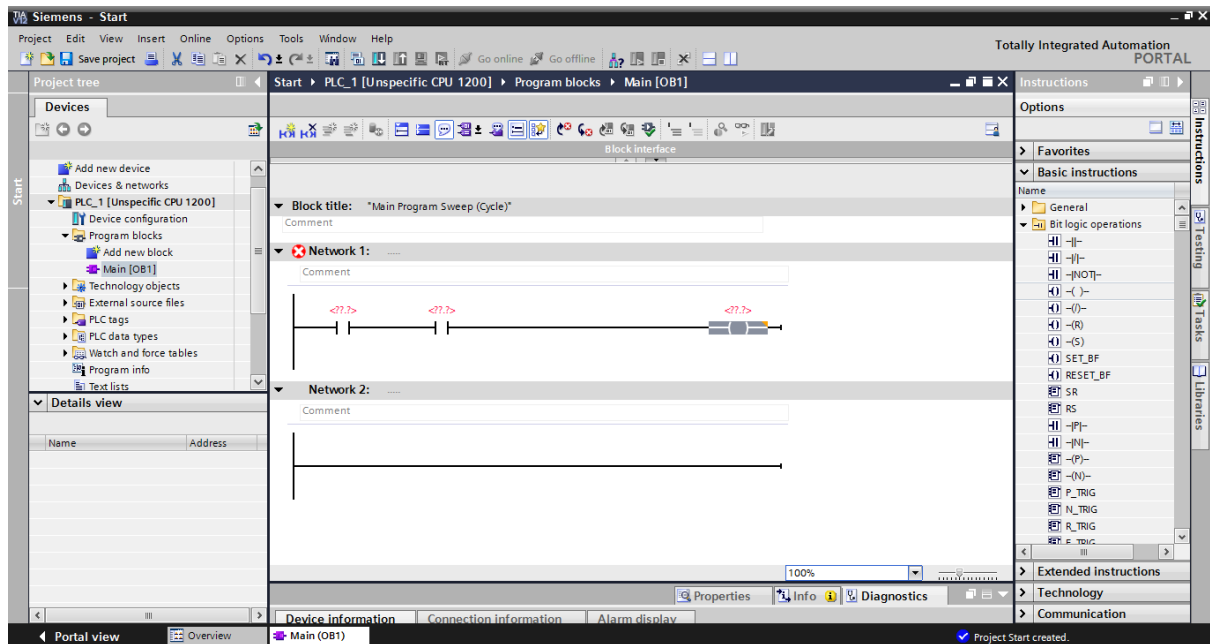 Siemens - Start
Project Edit View Insert Online Options Tools Window Help
Totally Integrated Automation
PORTAL
Save project
Go online
Go offline
Project tree
Start PLC_1 [Unspecific CPU 1200] Program blocks Main [OB1]
Instructions
Devices
Options
Block interface
Favorites
Basic instructions
Name
Add new device
Devices & networks
PLC_1 [Unspecific CPU 1200]
Device configuration
Program blocks
Add new block
Main [OB1]
Technology objects
External source files
PLC tags
PLC data types
Watch and force tables
Program info
Text lists
Details view
Name Address
Block title: "Main Program Sweep (Cycle)"
Comment
Network 1: .....
Comment
<??.?> <??.?> <??.?>
Network 2: .....
Comment
100%
Properties Info Diagnostics
Device information Connection information Alarm display
General
Bit logic operations
-||-
-|/|-
-|NOT|-
-( )-
-(/)-
-(R)
-(S)
SET_BF
RESET_BF
SR
RS
-|P|-
-|N|-
-(P)-
-(N)-
P_TRIG
N_TRIG
R_TRIG
F_TRIG
Extended instructions
Technology
Communication
Start
Instructions
Testing
Tasks
Libraries
Portal view Overview Main (OB1) Project Start created.